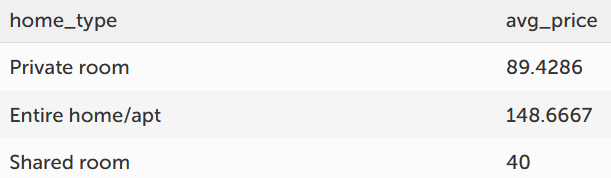 home_type avg_price
Private room 89.4286
Entire home/apt 148.6667
Shared room 40